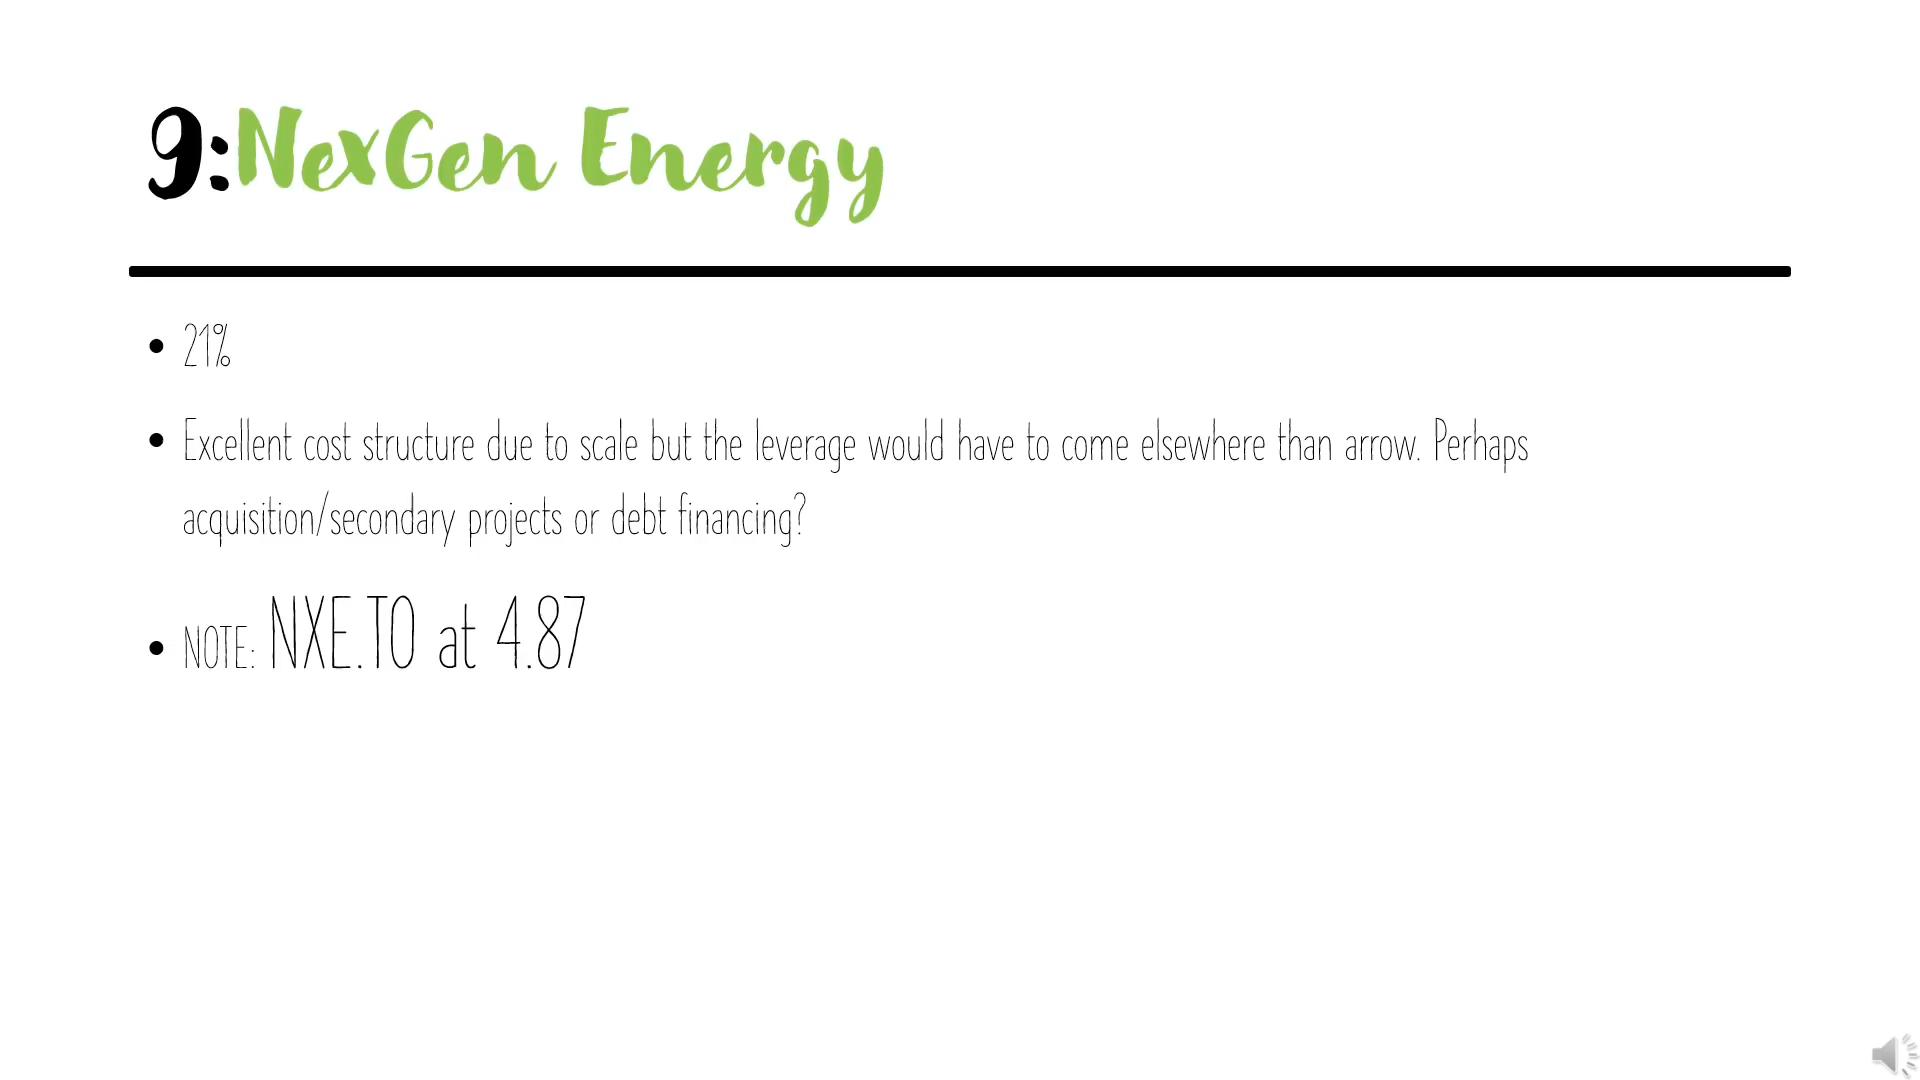 9:NexGen Energy
• 21%
• Excellent cost structure due to scale but the leverage would have to come elsewhere than arrow. Perhaps
acquisition/secondary projects or debt financing?
• NOTE: NXE.TO at 4.87